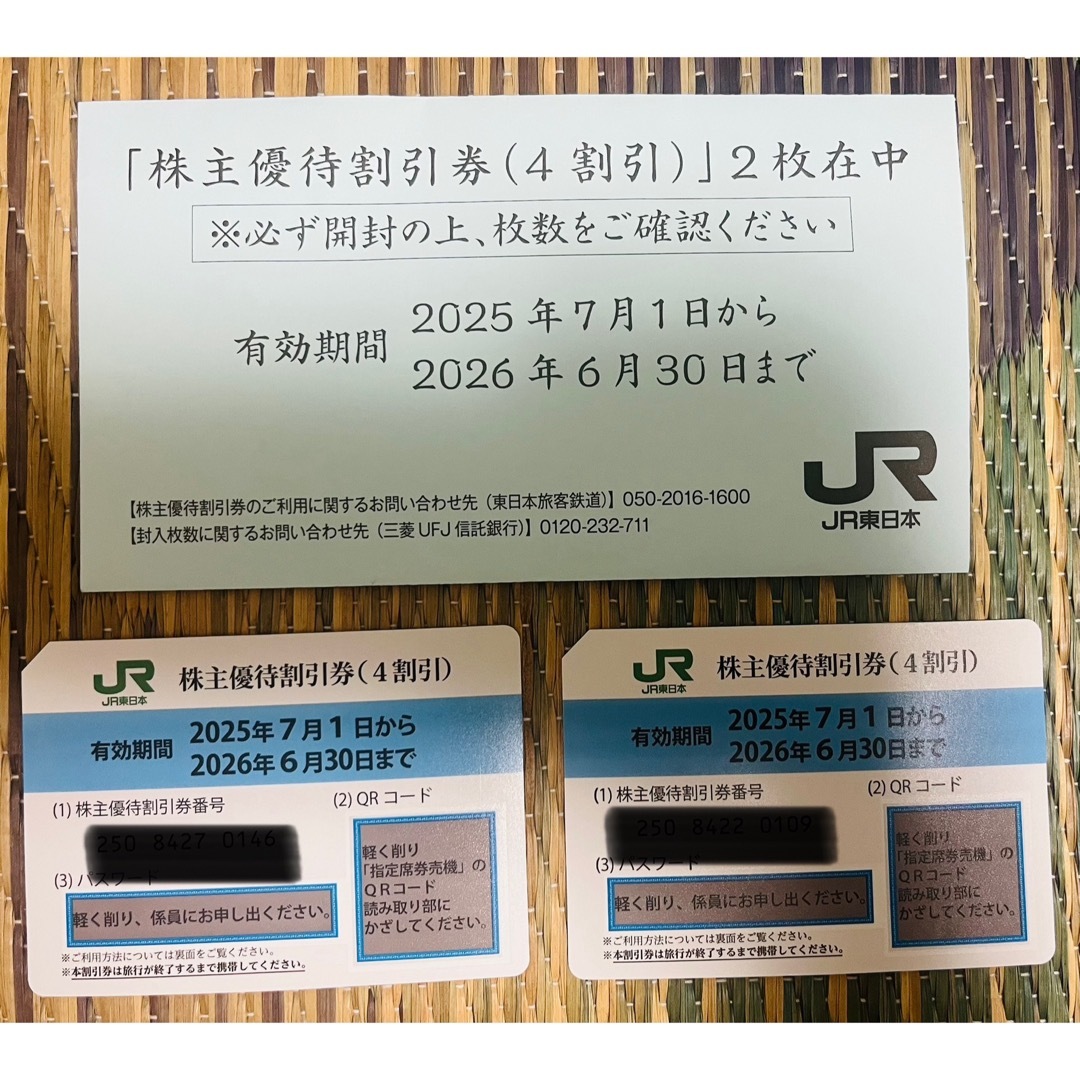 「株主優待割引券(4割引)」2枚在中
※必ず開封の上、枚数をご確認ください
有効期間
2025年7月1日から
2026年6月30日まで
【株主優待割引券のご利用に関するお問い合わせ先(東日本旅客鉄道)】050-2016-1600
【封入枚数に関するお問い合わせ先(三菱UFJ信託銀行)】0120-232-711
JR
JR東日本
JR
JR東日本
株主優待割引券(4割引)
有効期間
2025年7月1日から
2026年6月30日まで
(1) 株主優待割引券番号
(2) QRコード
軽く削り
「指定席券売機」の
QRコード
読み取り部に
かざしてください。
(3) パスワード
軽く削り、係員にお申し出ください。
※ご利用方法については裏面をご覧ください。
※本割引券は旅行が終了するまで携帯してください。
JR
JR東日本
株主優待割引券(4割引)
有効期間
2025年7月1日から
2026年6月30日まで
(1) 株主優待割引券番号
(2) QRコード
軽く削り
「指定席券売機」の
QRコード
読み取り部に
かざしてください。
(3) パスワード
軽く削り、係員にお申し出ください。
※ご利用方法については裏面をご覧ください。
※本割引券は旅行が終了するまで携帯してください。